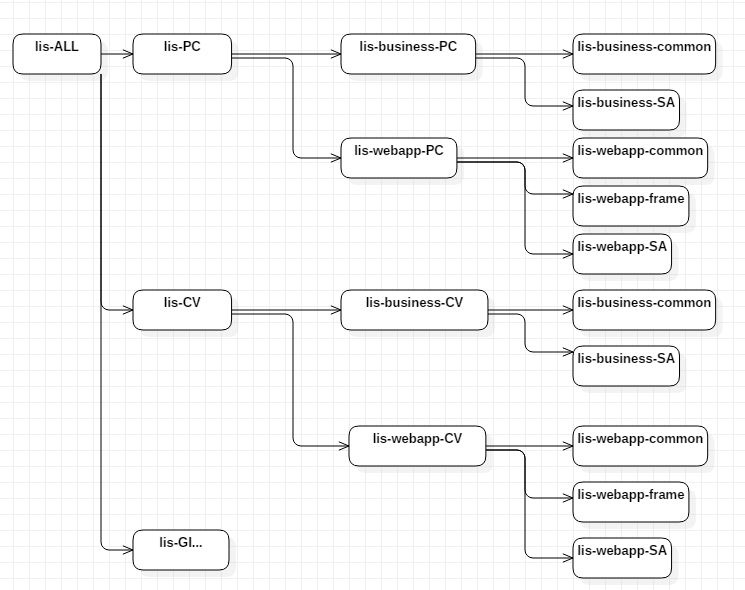 lis-ALL
lis-PC
lis-business-PC
lis-business-common
lis-business-SA
lis-webapp-PC
lis-webapp-common
lis-webapp-frame
lis-webapp-SA
lis-CV
lis-business-CV
lis-business-common
lis-business-SA
lis-webapp-CV
lis-webapp-common
lis-webapp-frame
lis-webapp-SA
lis-GI...